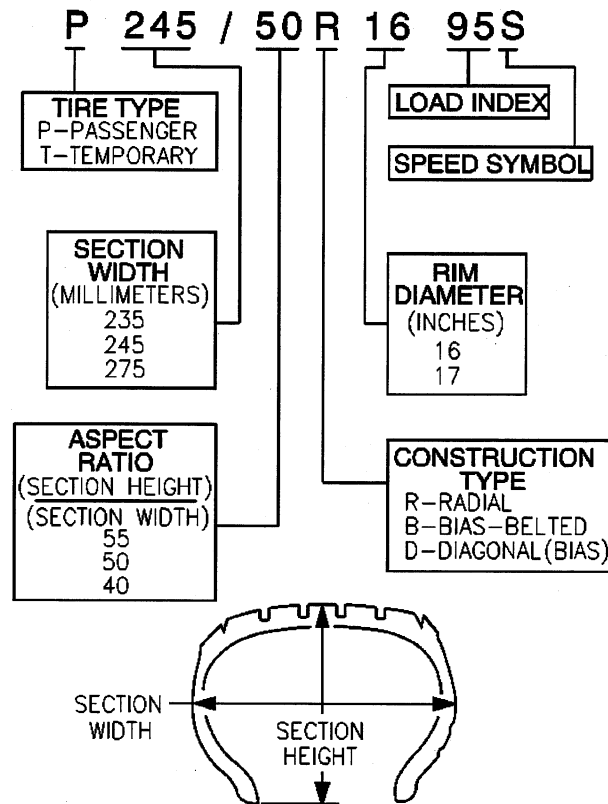 P 245 / 50 R 16 95S
TIRE TYPE
P-PASSENGER
T-TEMPORARY
LOAD INDEX
SPEED SYMBOL
SECTION
WIDTH
(MILLIMETERS)
235
245
275
RIM
DIAMETER
(INCHES)
16
17
ASPECT
RATIO
(SECTION HEIGHT)
(SECTION WIDTH)
55
50
40
CONSTRUCTION
TYPE
R-RADIAL
B-BIAS-BELTED
D-DIAGONAL(BIAS)
SECTION
WIDTH
SECTION
HEIGHT